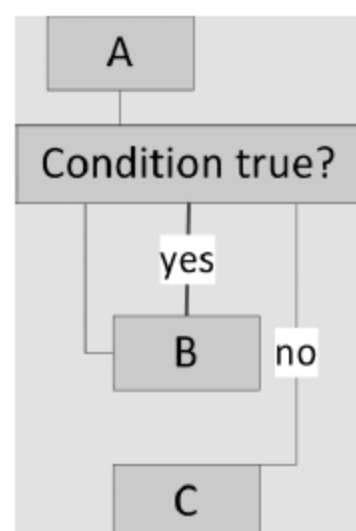 A
Condition true?
yes
B
no
C